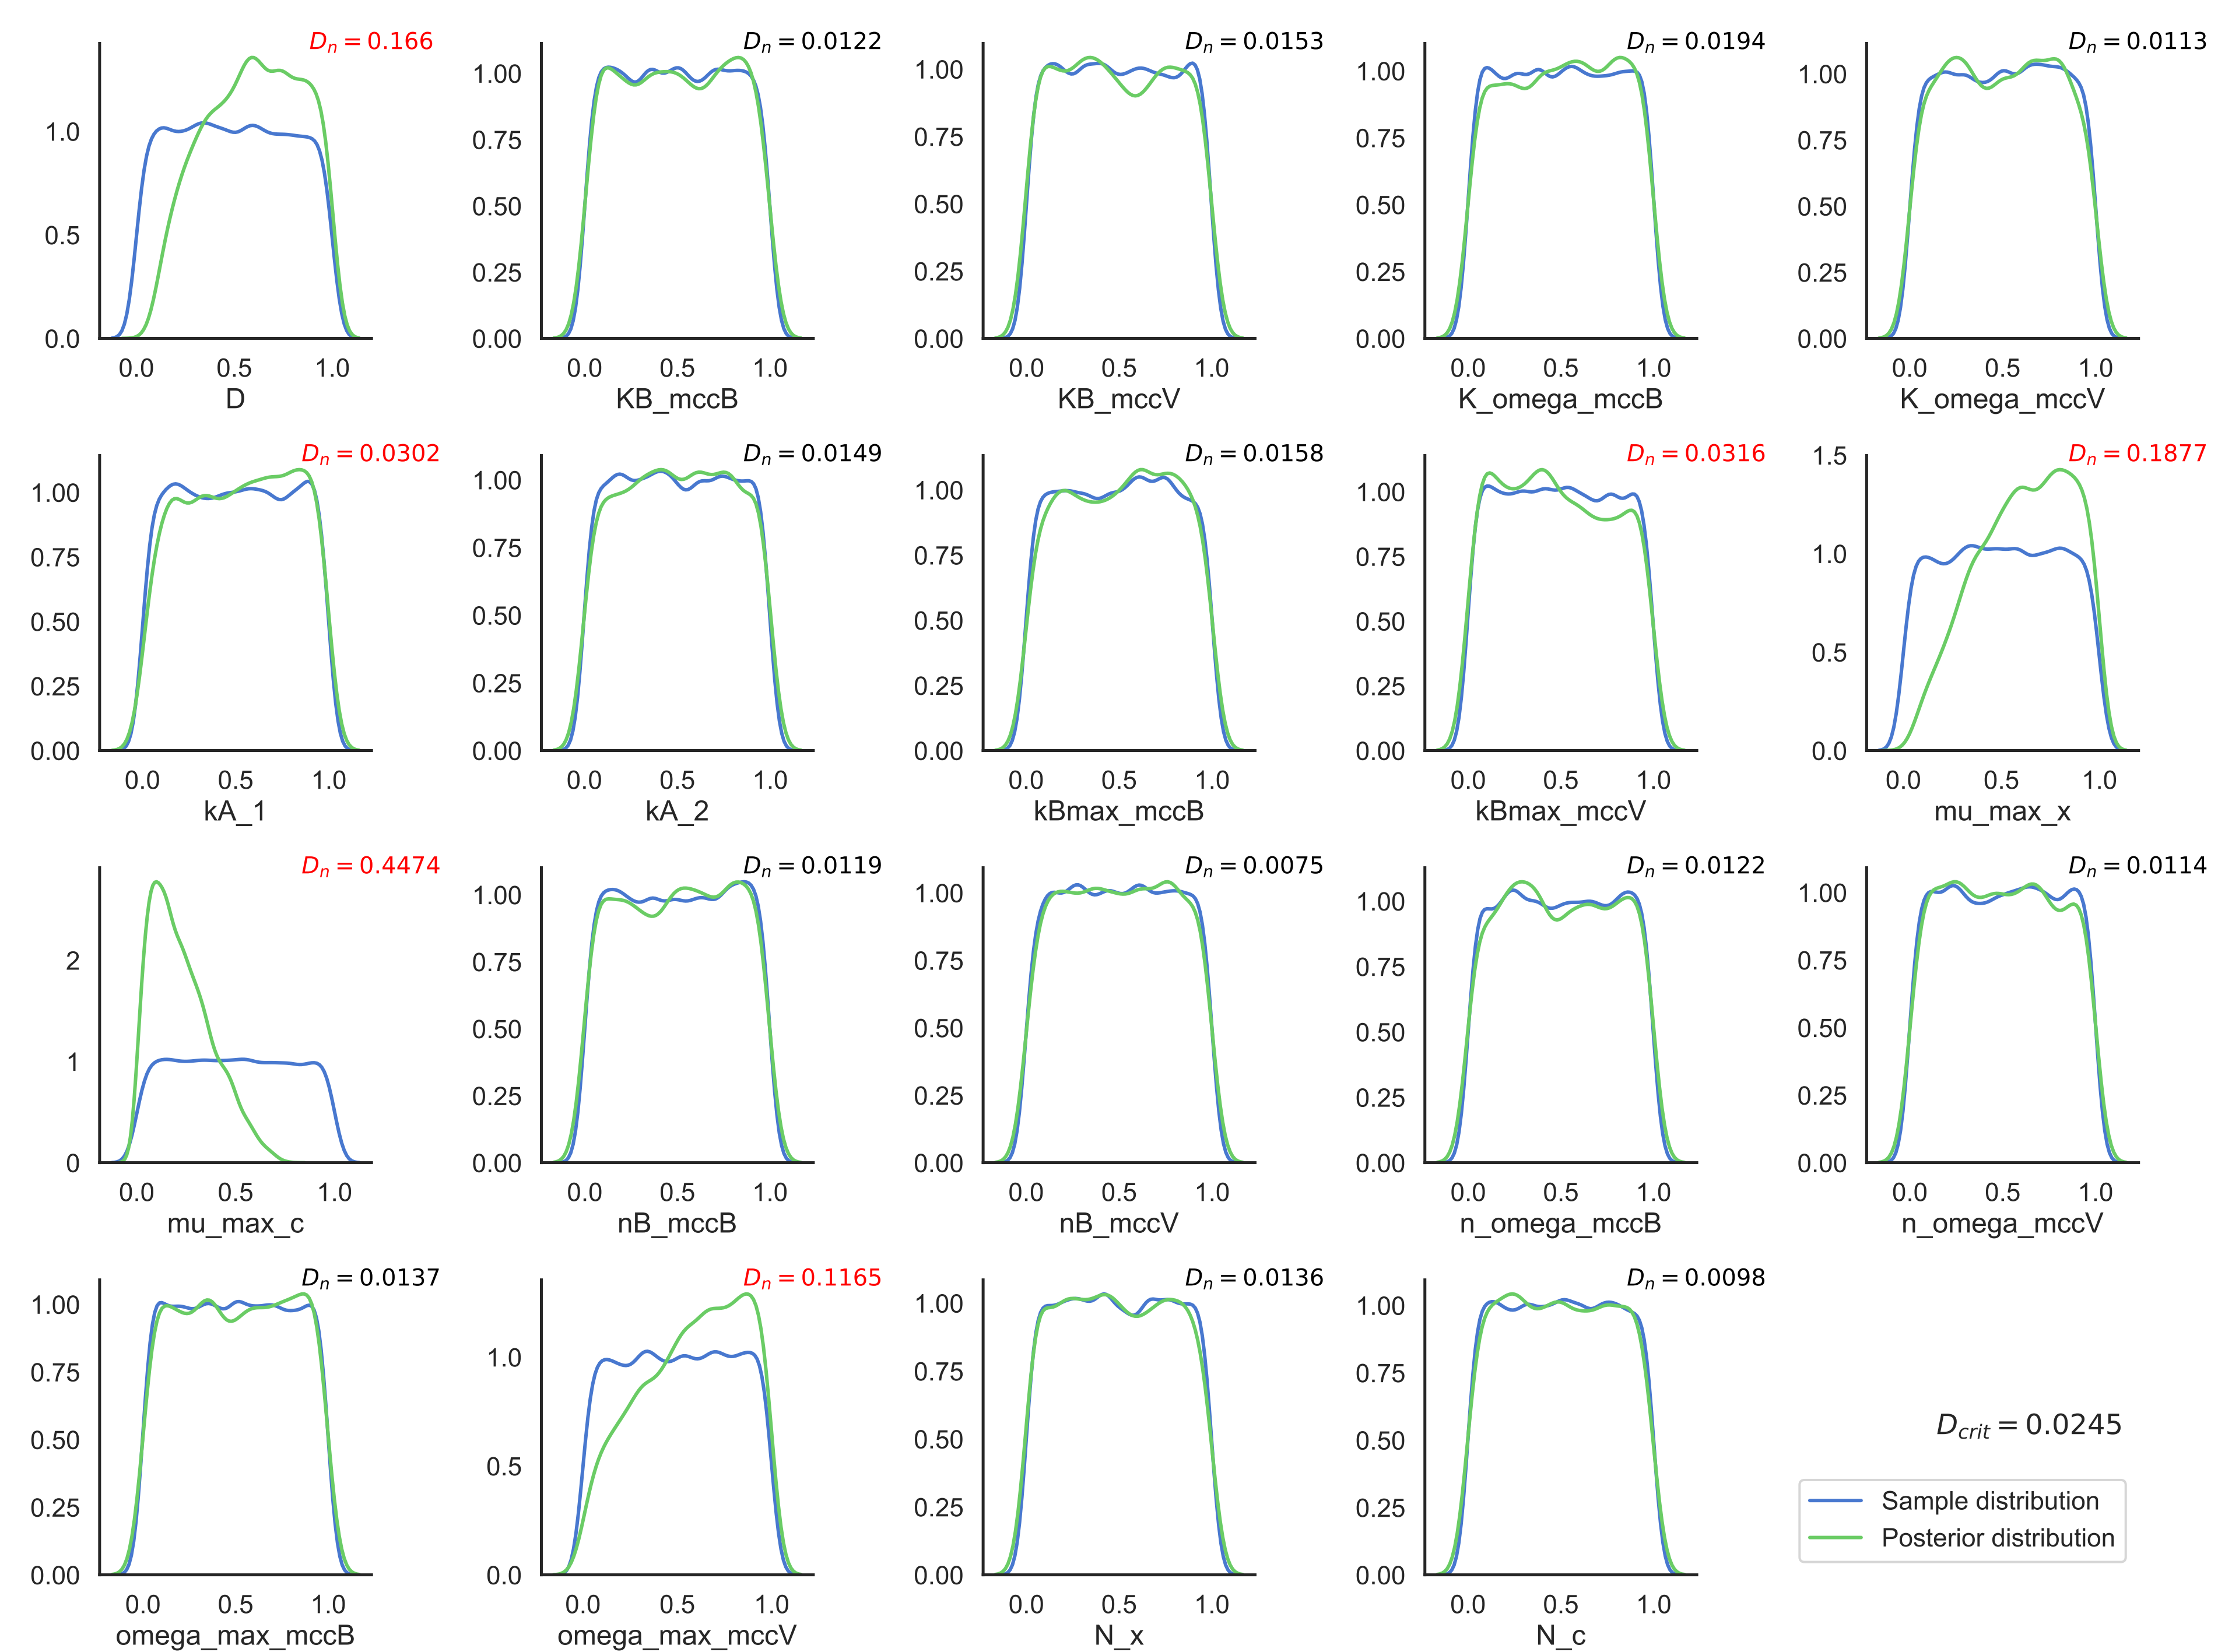 D_n = 0.166
1.0
0.5
0.0
0.0 0.5 1.0
D
D_n = 0.0122
1.00
0.75
0.50
0.25
0.00
0.0 0.5 1.0
KB_mccB
D_n = 0.0153
1.00
0.75
0.50
0.25
0.00
0.0 0.5 1.0
KB_mccV
D_n = 0.0194
1.00
0.75
0.50
0.25
0.00
0.0 0.5 1.0
K_omega_mccB
D_n = 0.0113
1.00
0.75
0.50
0.25
0.00
0.0 0.5 1.0
K_omega_mccV
D_n = 0.0302
1.00
0.75
0.50
0.25
0.00
0.0 0.5 1.0
kA_1
D_n = 0.0149
1.00
0.75
0.50
0.25
0.00
0.0 0.5 1.0
kA_2
D_n = 0.0158
1.00
0.75
0.50
0.25
0.00
0.0 0.5 1.0
kBmax_mccB
D_n = 0.0316
1.00
0.75
0.50
0.25
0.00
0.0 0.5 1.0
kBmax_mccV
D_n = 0.1877
1.5
1.0
0.5
0.0
0.0 0.5 1.0
mu_max_x
D_n = 0.4474
2
1
0
0.0 0.5 1.0
mu_max_c
D_n = 0.0119
1.00
0.75
0.50
0.25
0.00
0.0 0.5 1.0
nB_mccB
D_n = 0.0075
1.00
0.75
0.50
0.25
0.00
0.0 0.5 1.0
nB_mccV
D_n = 0.0122
1.00
0.75
0.50
0.25
0.00
0.0 0.5 1.0
n_omega_mccB
D_n = 0.0114
1.00
0.75
0.50
0.25
0.00
0.0 0.5 1.0
n_omega_mccV
D_n = 0.0137
1.00
0.75
0.50
0.25
0.00
0.0 0.5 1.0
omega_max_mccB
D_n = 0.1165
1.0
0.5
0.0
0.0 0.5 1.0
omega_max_mccV
D_n = 0.0136
1.00
0.75
0.50
0.25
0.00
0.0 0.5 1.0
N_x
D_n = 0.0098
1.00
0.75
0.50
0.25
0.00
0.0 0.5 1.0
N_c
D_crit = 0.0245
Sample distribution
Posterior distribution